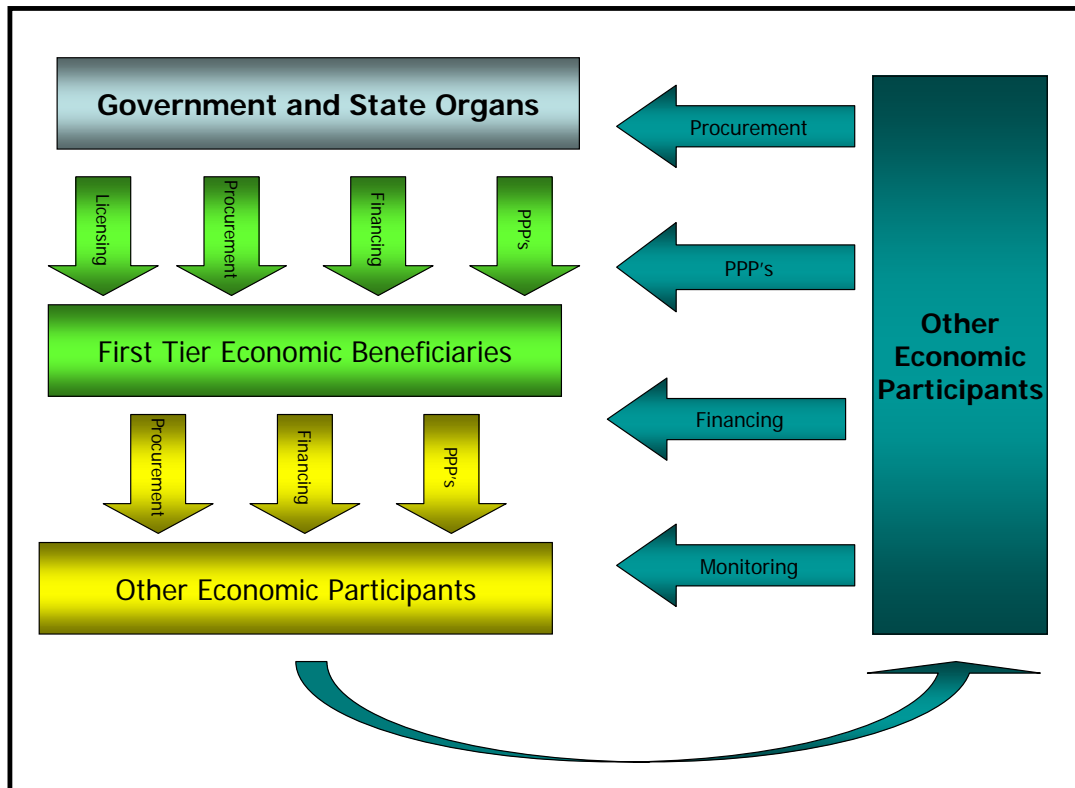 Government and State Organs
Licensing
Procurement
Financing
PPP's
First Tier Economic Beneficiaries
Procurement
Financing
PPP's
Other Economic Participants
Procurement
PPP's
Financing
Monitoring
Other
Economic
Participants